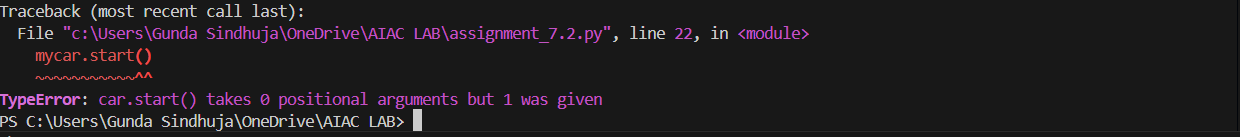 Traceback (most recent call last):
  File "c:\Users\Gunda Sindhuja\OneDrive\AIAC LAB\assignment_7.2.py", line 22, in <module>
    mycar.start()
    ~~~~~~~~~~~^^
TypeError: car.start() takes 0 positional arguments but 1 was given
PS C:\Users\Gunda Sindhuja\OneDrive\AIAC LAB>